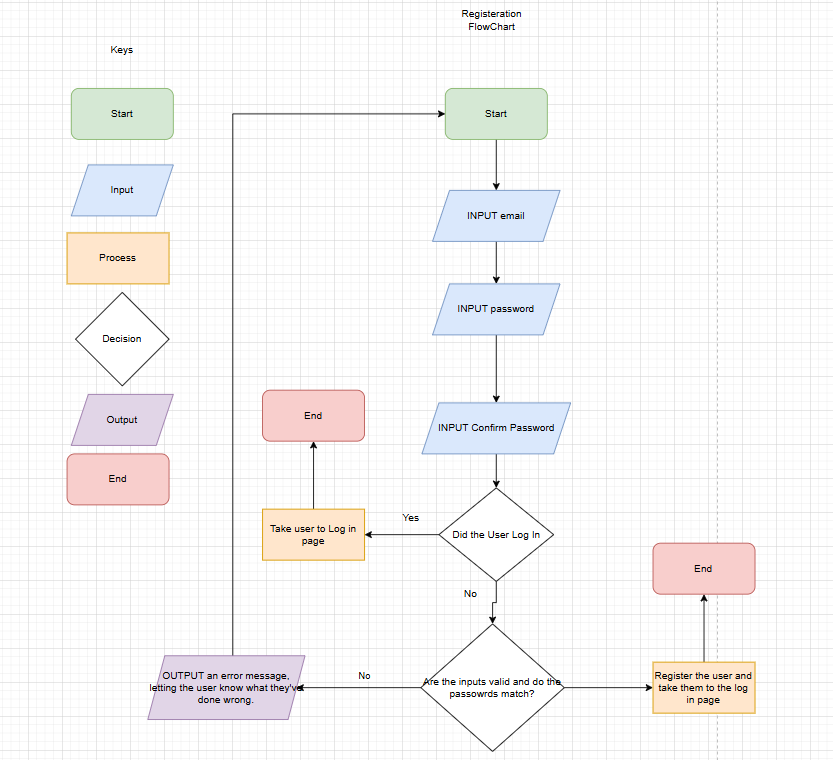 Registeration
FlowChart
Keys
Start
Input
Process
Decision
Output
End
Start
INPUT email
INPUT password
INPUT Confirm Password
Did the User Log In
Yes
Take user to Log in
page
End
No
Are the inputs valid and do the
passowrds match?
No
OUTPUT an error message,
letting the user know what they've
done wrong.
Register the user and
take them to the log
in page
End